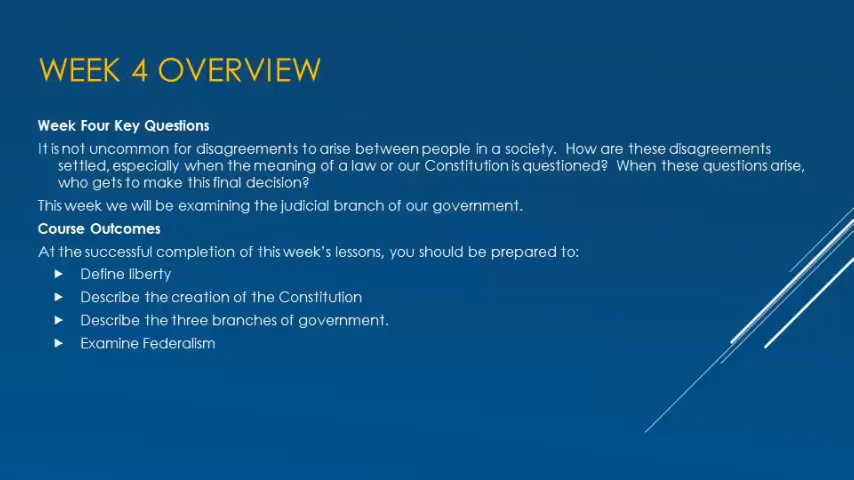 WEEK 4 OVERVIEW
Week Four Key Questions
It is not uncommon for disagreements to arise between people in a society. How are these disagreements
settled, especially when the meaning of a law or our Constitution is questioned? When these questions arise,
who gets to make this final decision?
This week we will be examining the judicial branch of our government.
Course Outcomes
At the successful completion of this week's lessons, you should be prepared to:
► Define liberty
► Describe the creation of the Constitution
► Describe the three branches of government.
► Examine Federalism